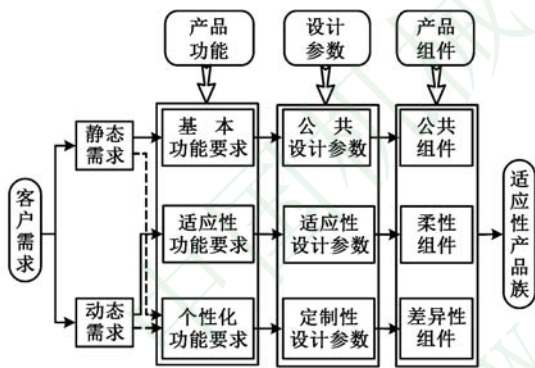 产品
功能
设计
参数
产品
组件
客户需求
静态
需求
动态
需求
基 本
功能要求
公 共
设计参数
公共
组件
适应性
功能要求
适应性
设计参数
柔性
组件
个性化
功能要求
定制性
设计参数
差异性
组件
适应性产品族